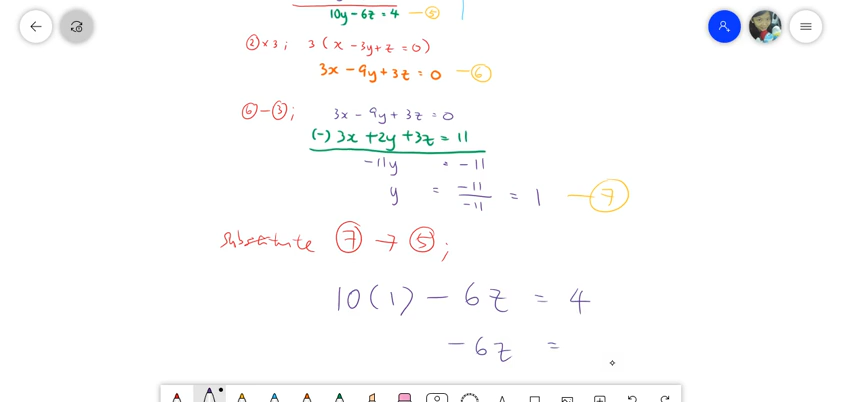 10y - 6z = 4 — ⑤
② × 3; 3 ( x - 3y + z = 0 )
3x - 9y + 3z = 0 — ⑥
⑥ - ③; 3x - 9y + 3z = 0
(-) 3x + 2y + 3z = 11
-11y = -11
y = -11/-11 = 1 — ⑦
substitute ⑦ → ⑤;
10(1) - 6z = 4
-6z =